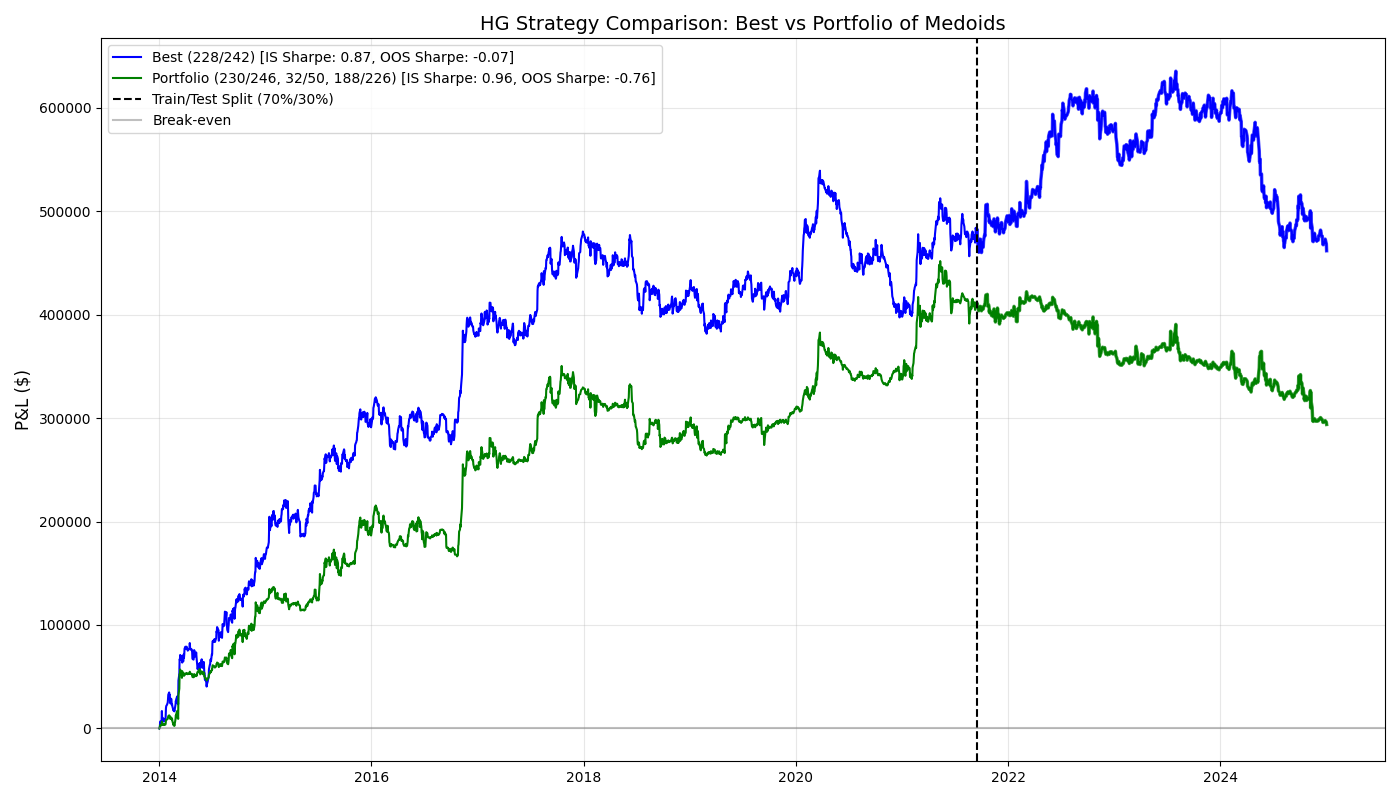 HG Strategy Comparison: Best vs Portfolio of Medoids
Best (228/242) [IS Sharpe: 0.87, OOS Sharpe: -0.07]
Portfolio (230/246, 32/50, 188/226) [IS Sharpe: 0.96, OOS Sharpe: -0.76]
Train/Test Split (70%/30%)
Break-even
P&L ($)
600000
500000
400000
300000
200000
100000
0
2014
2016
2018
2020
2022
2024